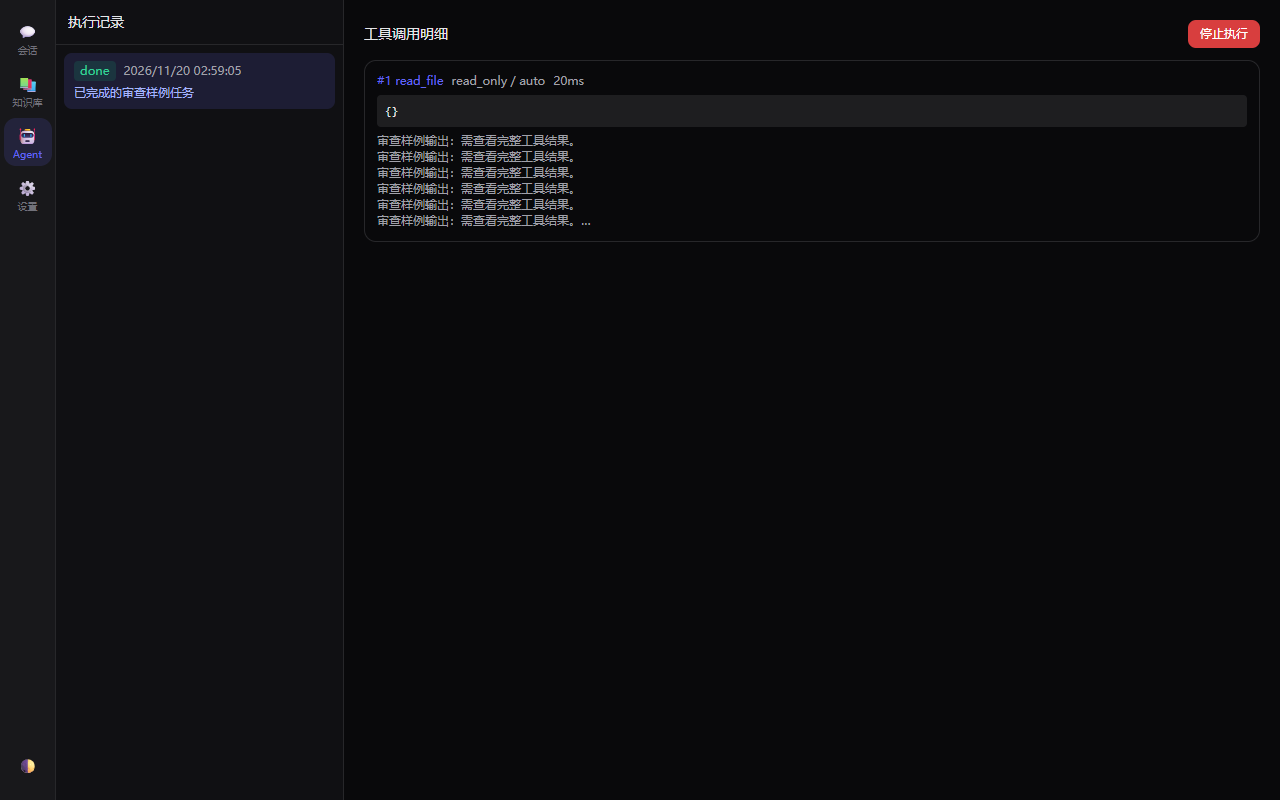 会话
知识库
Agent
设置
执行记录
done 2026/11/20 02:59:05
已完成的审查样例任务
工具调用明细
停止执行
#1 read_file read_only / auto 20ms
{}
审查样例输出：需查看完整工具结果。
审查样例输出：需查看完整工具结果。
审查样例输出：需查看完整工具结果。
审查样例输出：需查看完整工具结果。
审查样例输出：需查看完整工具结果。
审查样例输出：需查看完整工具结果。...